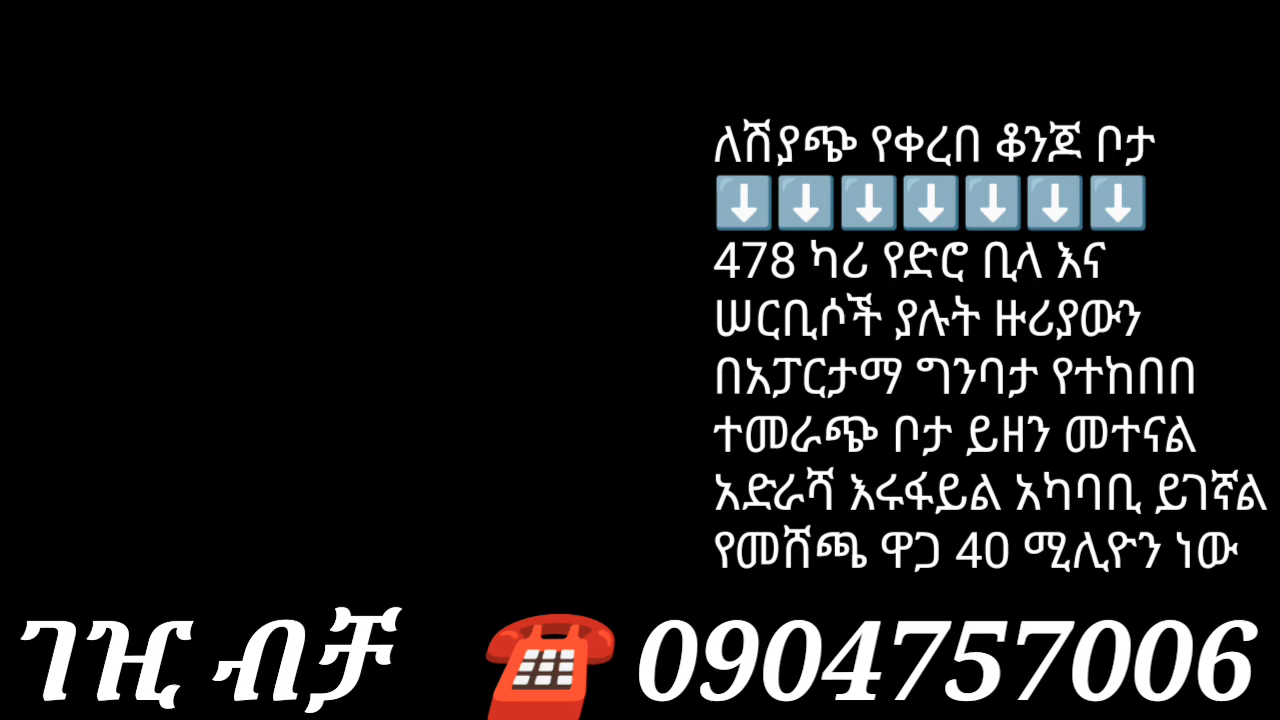 ለሽያጭ የቀረበ ቆንጆ ቦታ
⬇️⬇️⬇️⬇️⬇️⬇️⬇️
478 ካሪ የድሮ ቢላ እና
ሠርቢሶች ያሉት ዙሪያውን
በአፓርታማ ግንባታ የተከበበ
ተመራጭ ቦታ ይዘን መተናል
አድራሻ እሩፋይል አካባቢ ይገኛል
የመሸጫ ዋጋ 40 ሚሊዮን ነው
ገዢ ብቻ ☎️ 0904757006